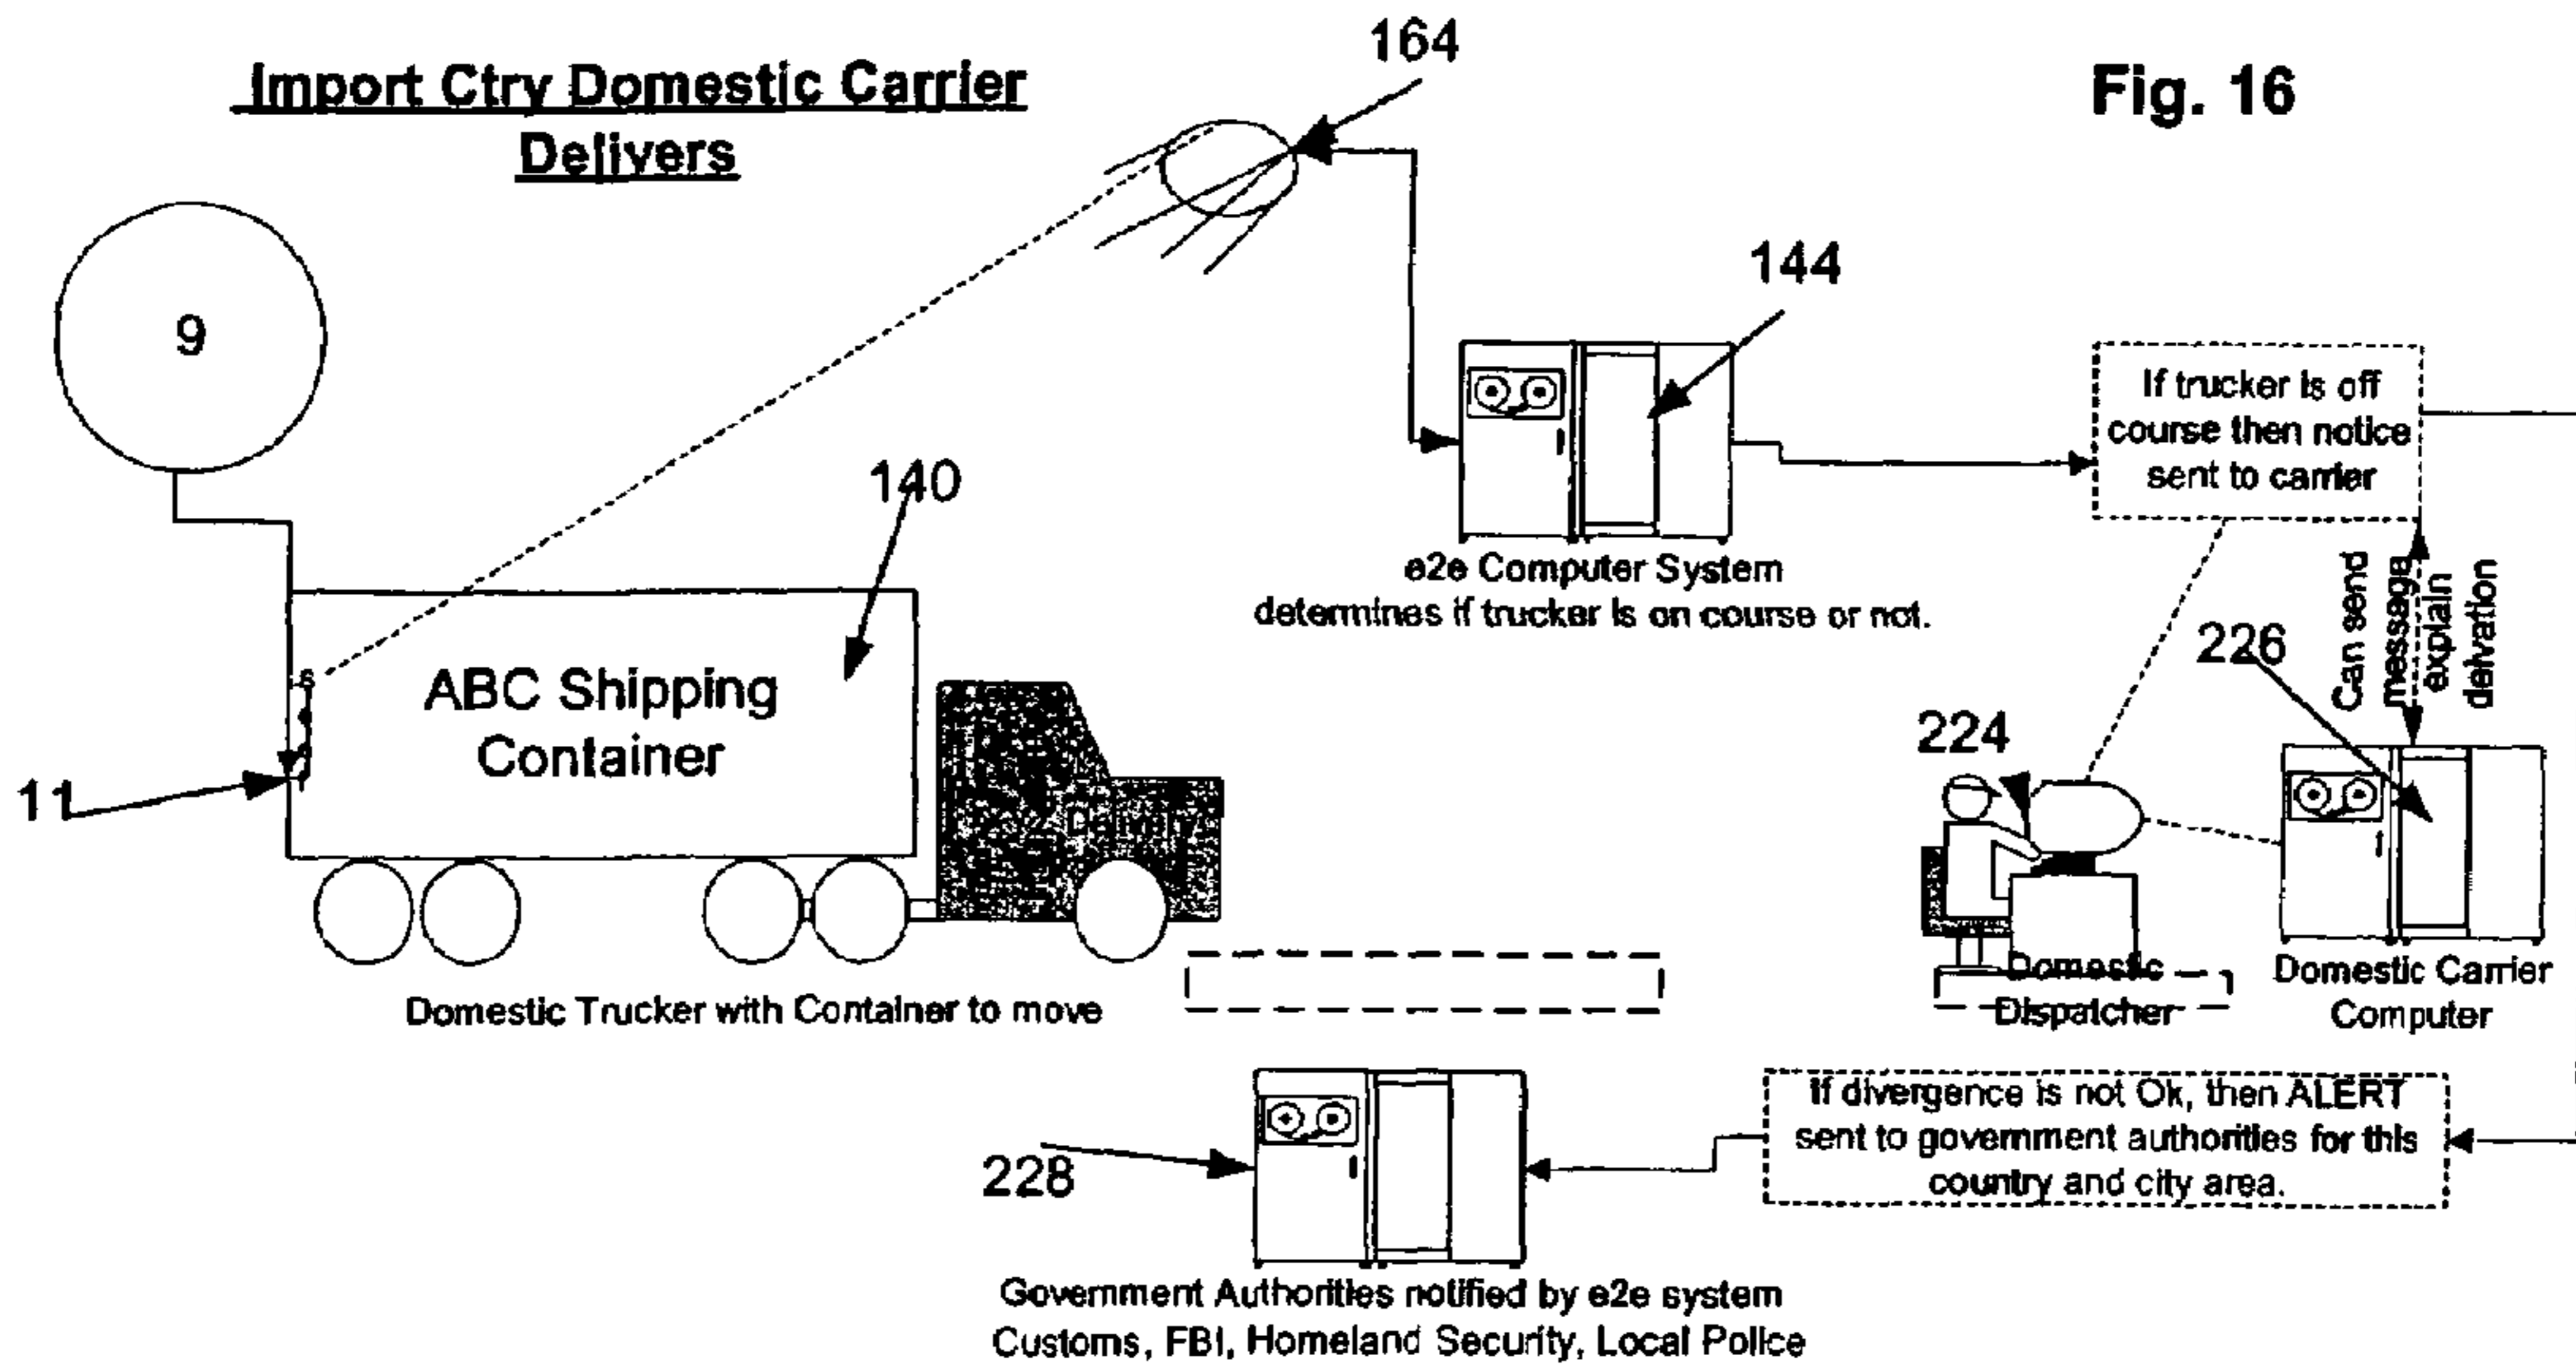 Import Ctry Domestic Carrier
Delivers
Fig. 16
164
144
9
140
ABC Shipping
Container
11
Domestic Trucker with Container to move
e2e Computer System
determines if trucker is on course or not.
If trucker is off
course then notice
sent to carrier
Can send
message
explain
deivation
226
224
Domestic
Dispatcher
Domestic Carrier
Computer
If divergence is not Ok, then ALERT
sent to government authorities for this
country and city area.
228
Government Authorities notified by e2e system
Customs, FBI, Homeland Security, Local Police